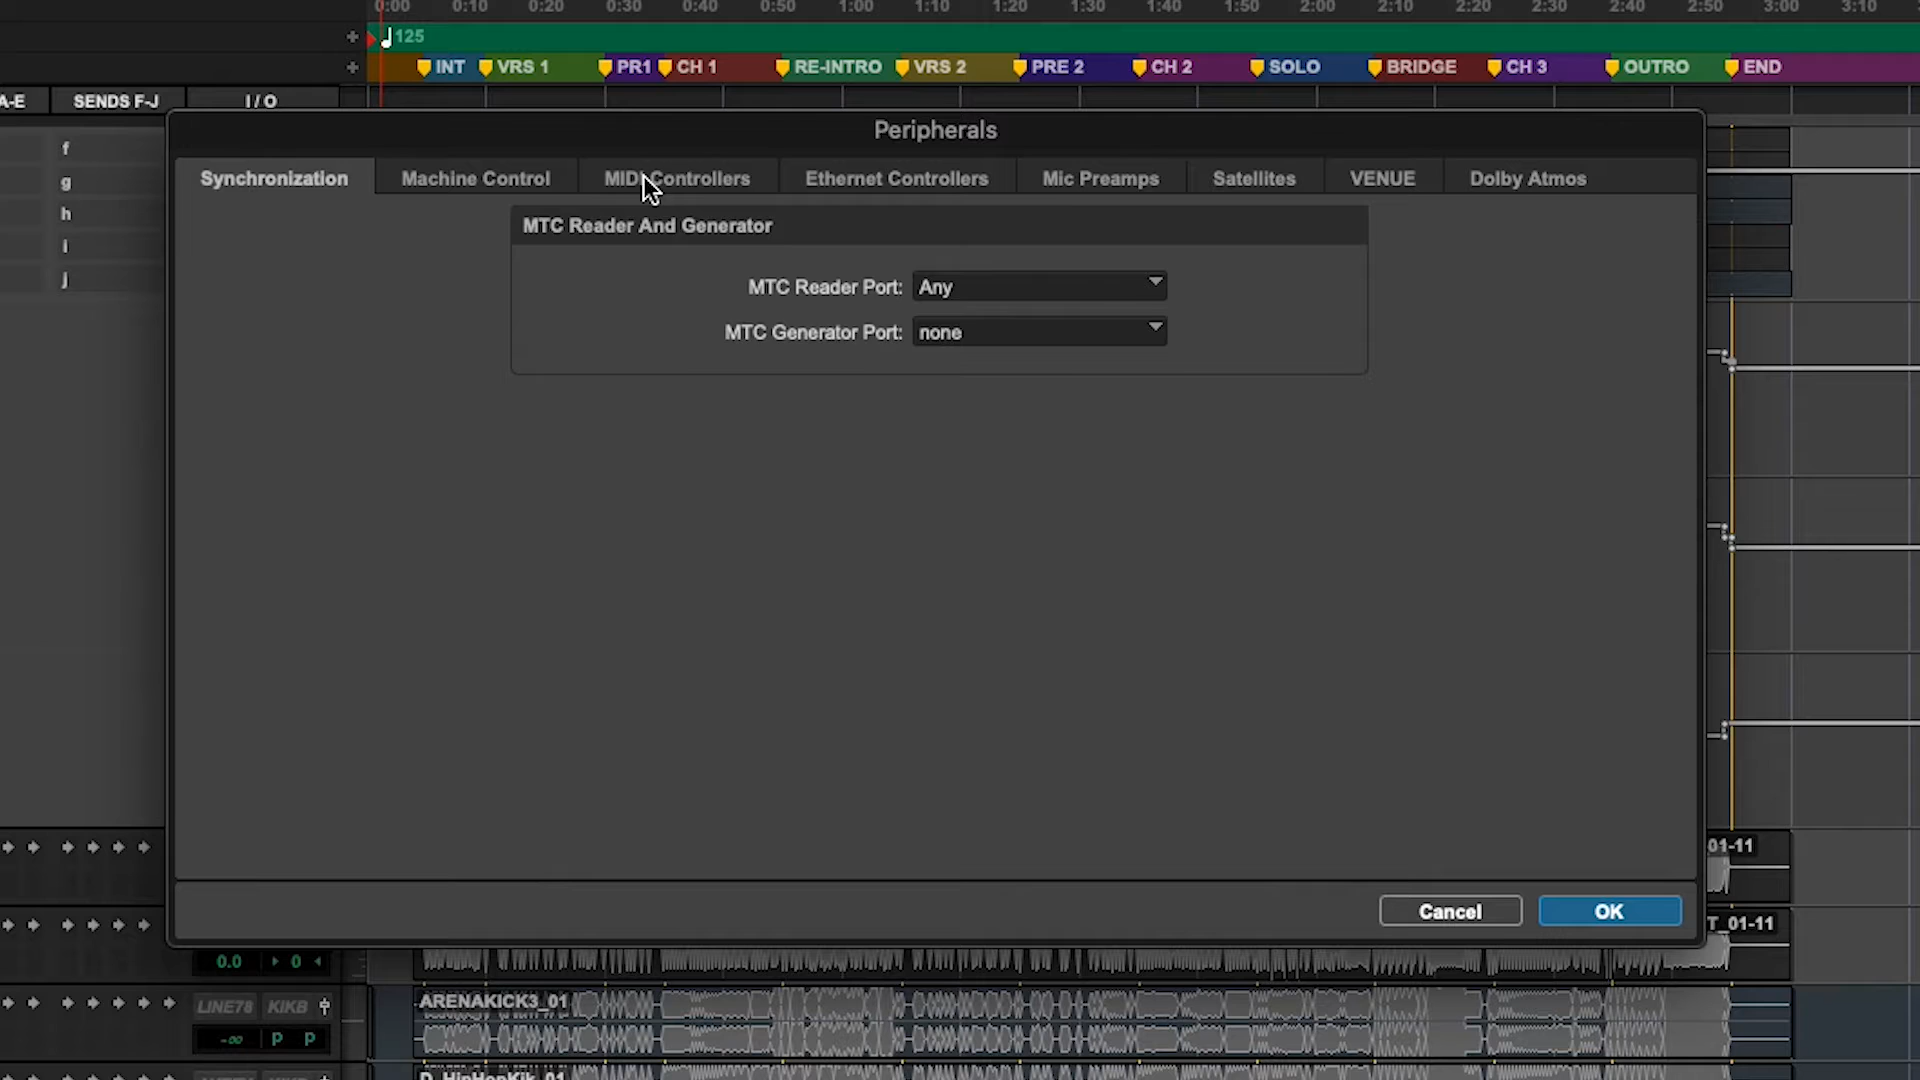 0:00 0:10 0:20 0:30 0:40 0:50 1:00 1:10 1:20 1:30 1:40 1:50 2:00 2:10 2:20 2:30 2:40 2:50 3:00 3:10
125
INT VRS 1 PR1 CH 1 RE-INTRO VRS 2 PRE 2 CH 2 SOLO BRIDGE CH 3 OUTRO END
A-E SENDS F-J I/O
Peripherals
f
g
h
i
j
Synchronization Machine Control MIDI Controllers Ethernet Controllers Mic Preamps Satellites VENUE Dolby Atmos
MTC Reader And Generator
MTC Reader Port: Any
MTC Generator Port: none
01-11
Cancel OK
T_01-11
0.0 0
LINE78 KIKB ARENAKICK3_01
-∞ p p
D_HipHopKik_01